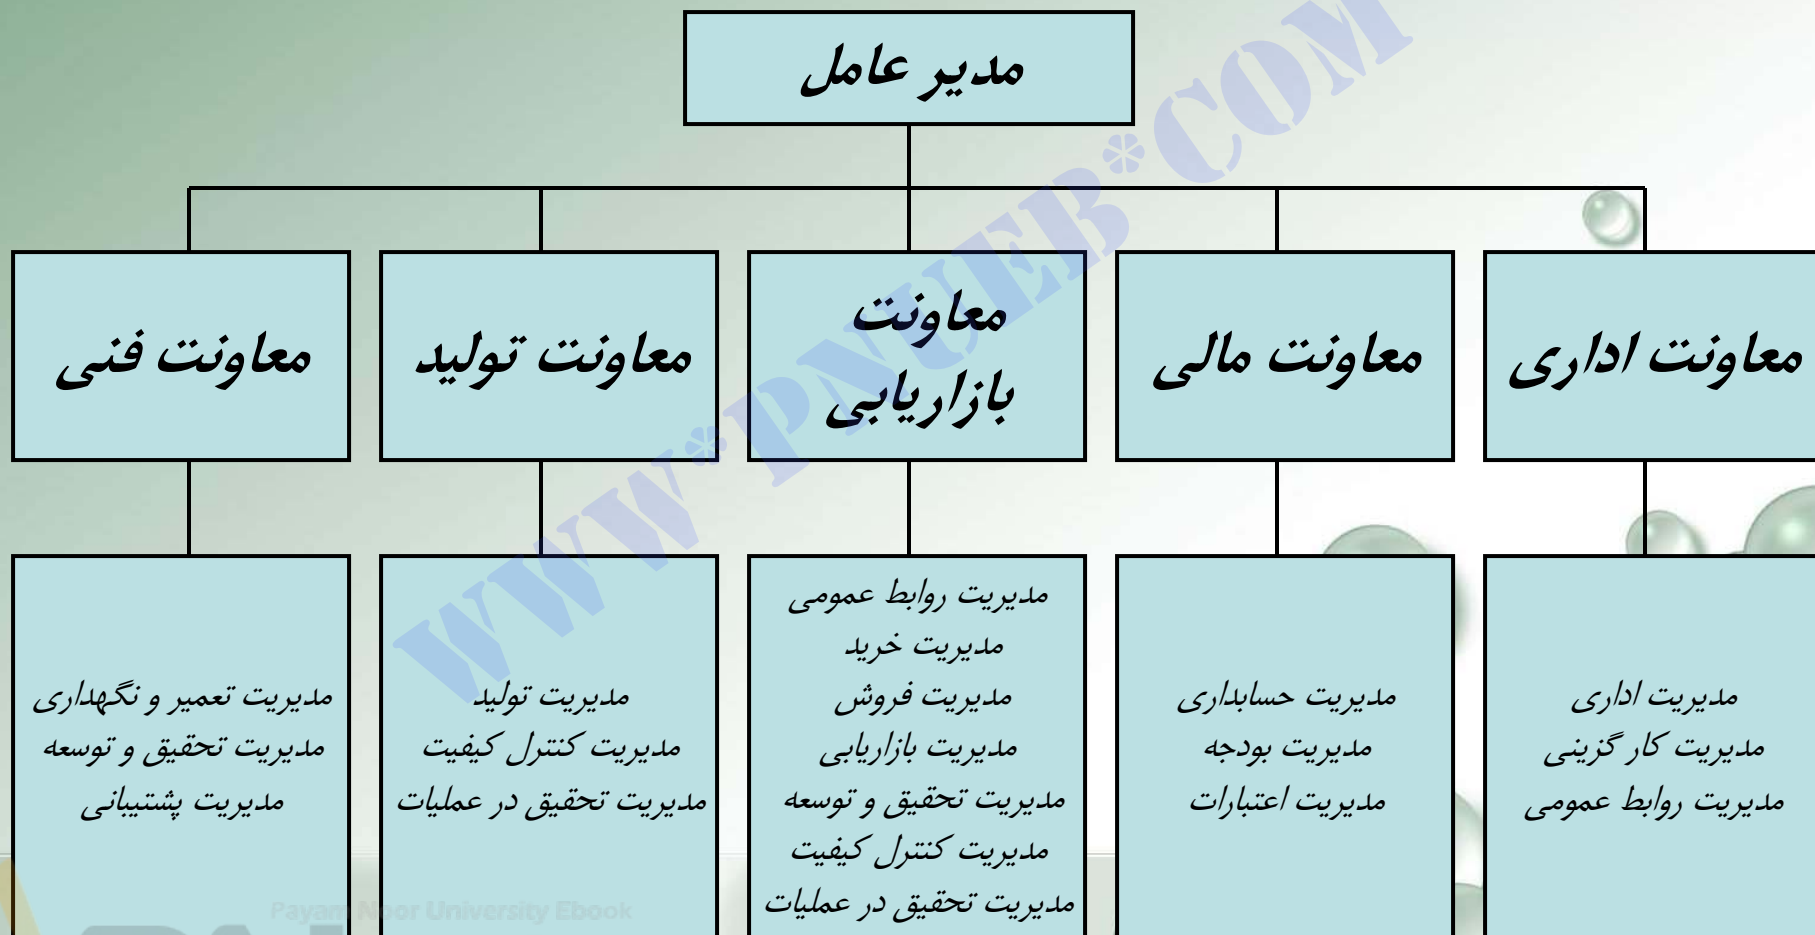 مدیر عامل
معاونت اداری
معاونت مالی
معاونت
بازاریابی
معاونت تولید
معاونت فنی
مدیریت اداری
مدیریت کار گزینی
مدیریت روابط عمومی
مدیریت حسابداری
مدیریت بودجه
مدیریت اعتبارات
مدیریت روابط عمومی
مدیریت خرید
مدیریت فروش
مدیریت بازاریابی
مدیریت تحقیق و توسعه
مدیریت کنترل کیفیت
مدیریت تحقیق در عملیات
مدیریت تولید
مدیریت کنترل کیفیت
مدیریت تحقیق در عملیات
مدیریت تعمیر و نگهداری
مدیریت تحقیق و توسعه
مدیریت پشتیبانی
WWW*PNUEB*COM
Payam Noor University Ebook